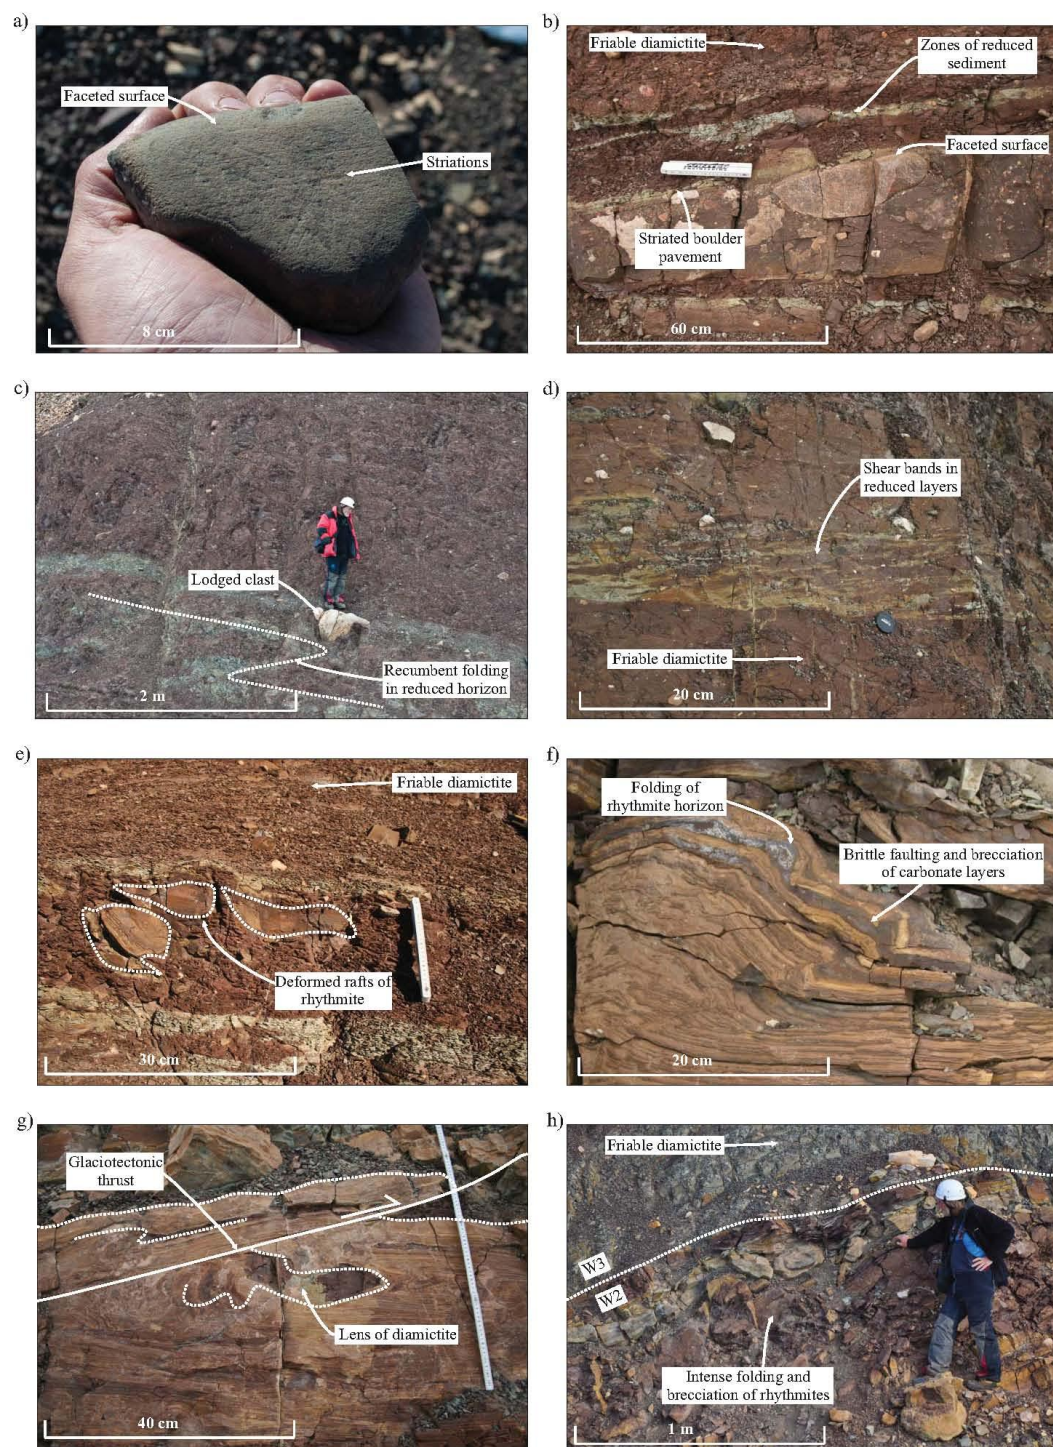 a)
Faceted surface
Striations
8 cm
b)
Friable diamictite
Zones of reduced
sediment
Faceted surface
Striated boulder
pavement
60 cm
c)
Lodged clast
Recumbent folding
in reduced horizon
2 m
d)
Shear bands in
reduced layers
Friable diamictite
20 cm
e)
Friable diamictite
Deformed rafts of
rhythmite
30 cm
f)
Folding of
rhythmite horizon
Brittle faulting and brecciation
of carbonate layers
20 cm
g)
Glaciotectonic
thrust
Lens of diamictite
40 cm
h)
Friable diamictite
W3
W2
Intense folding and
brecciation of rhythmites
1 m